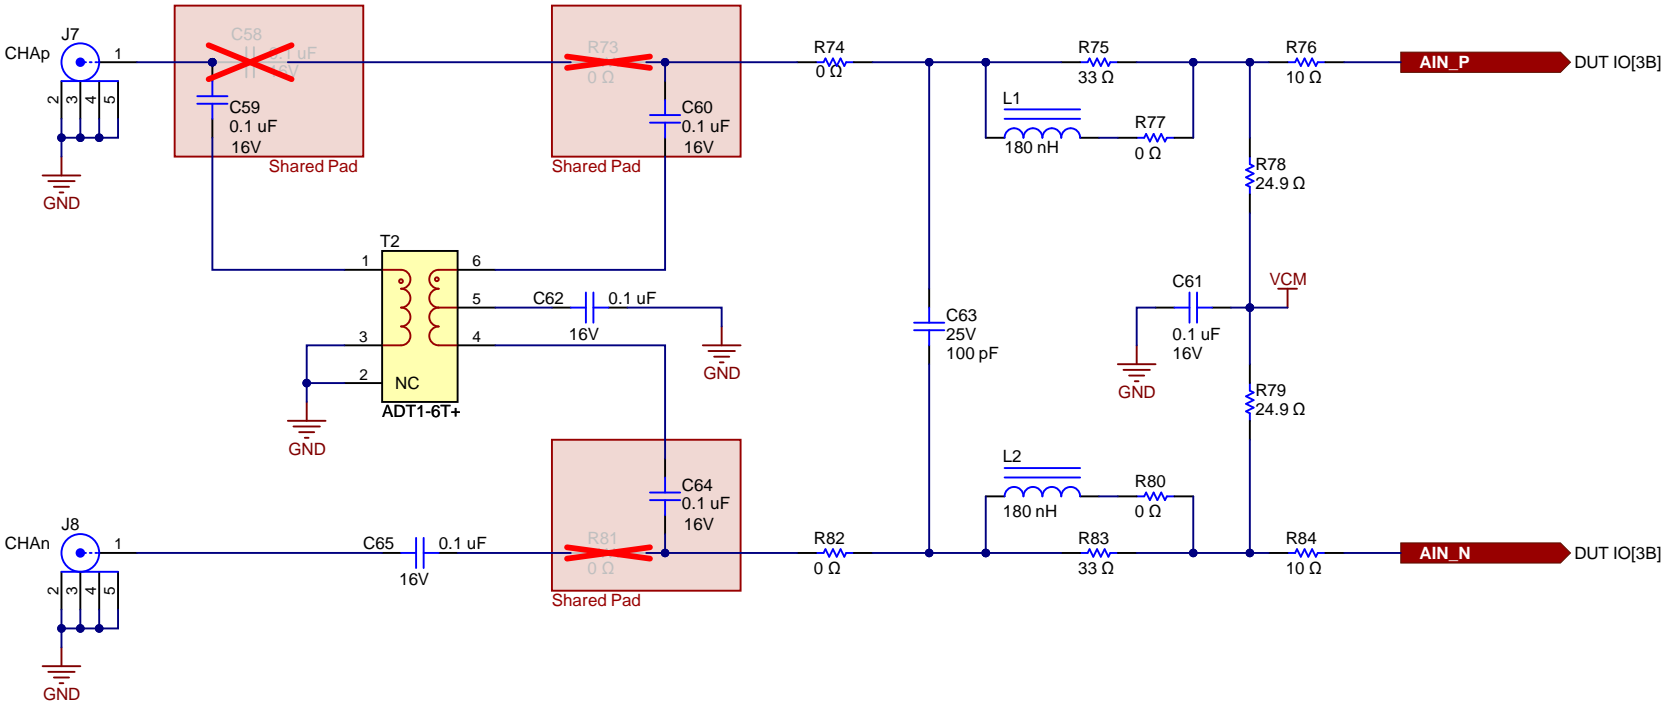 J7
CHAp
1
2
3
4
5
GND
C58
0.1 uF
16V
C59
0.1 uF
16V
Shared Pad
R73
0 Ω
C60
0.1 uF
16V
Shared Pad
R74
0 Ω
R75
33 Ω
L1
180 nH
R77
0 Ω
R76
10 Ω
AIN_P
DUT IO[3B]
R78
24.9 Ω
T2
1
6
5
3
4
2
NC
ADT1-6T+
GND
C62
0.1 uF
16V
GND
C63
25V
100 pF
C61
0.1 uF
16V
VCM
GND
R79
24.9 Ω
J8
CHAn
1
2
3
4
5
GND
C65
0.1 uF
16V
C64
0.1 uF
16V
R81
0 Ω
Shared Pad
R82
0 Ω
L2
180 nH
R80
0 Ω
R83
33 Ω
R84
10 Ω
AIN_N
DUT IO[3B]